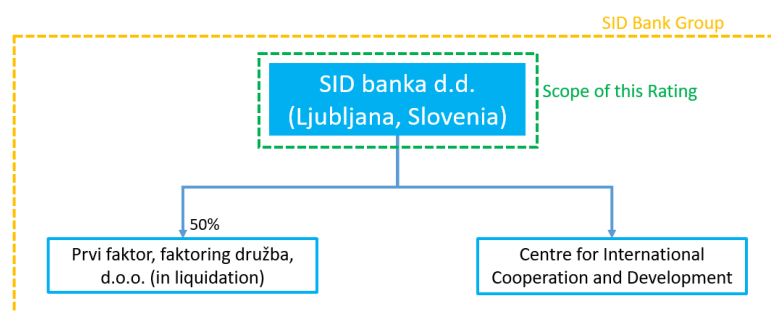 SID Bank Group
SID banka d.d.
(Ljubljana, Slovenia)
Scope of this Rating
50%
Prvi faktor, faktoring družba,
d.o.o. (in liquidation)
Centre for International
Cooperation and Development